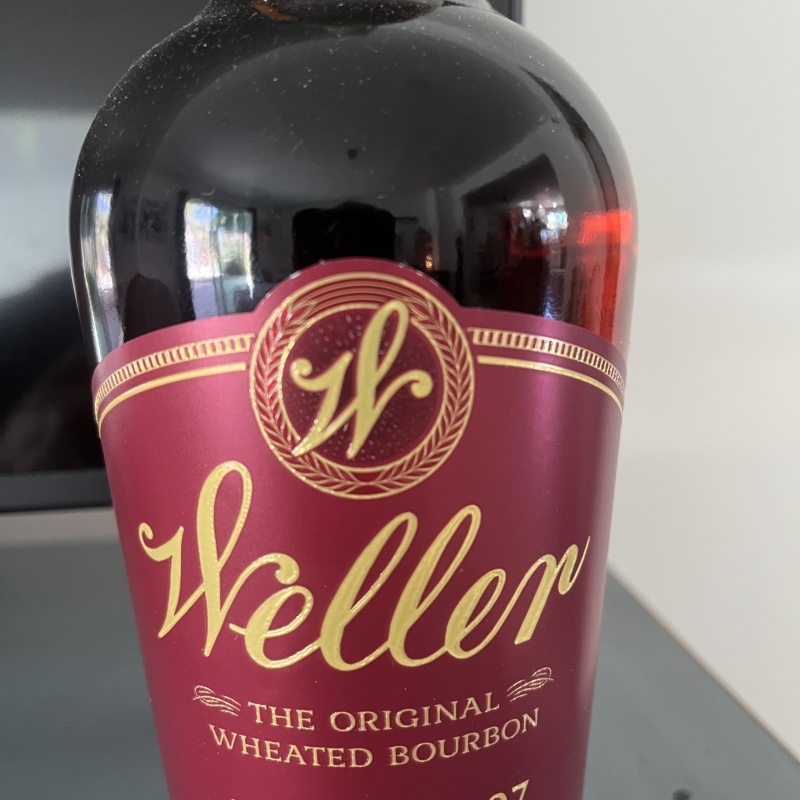 W
Weller
THE ORIGINAL
WHEATED BOURBON